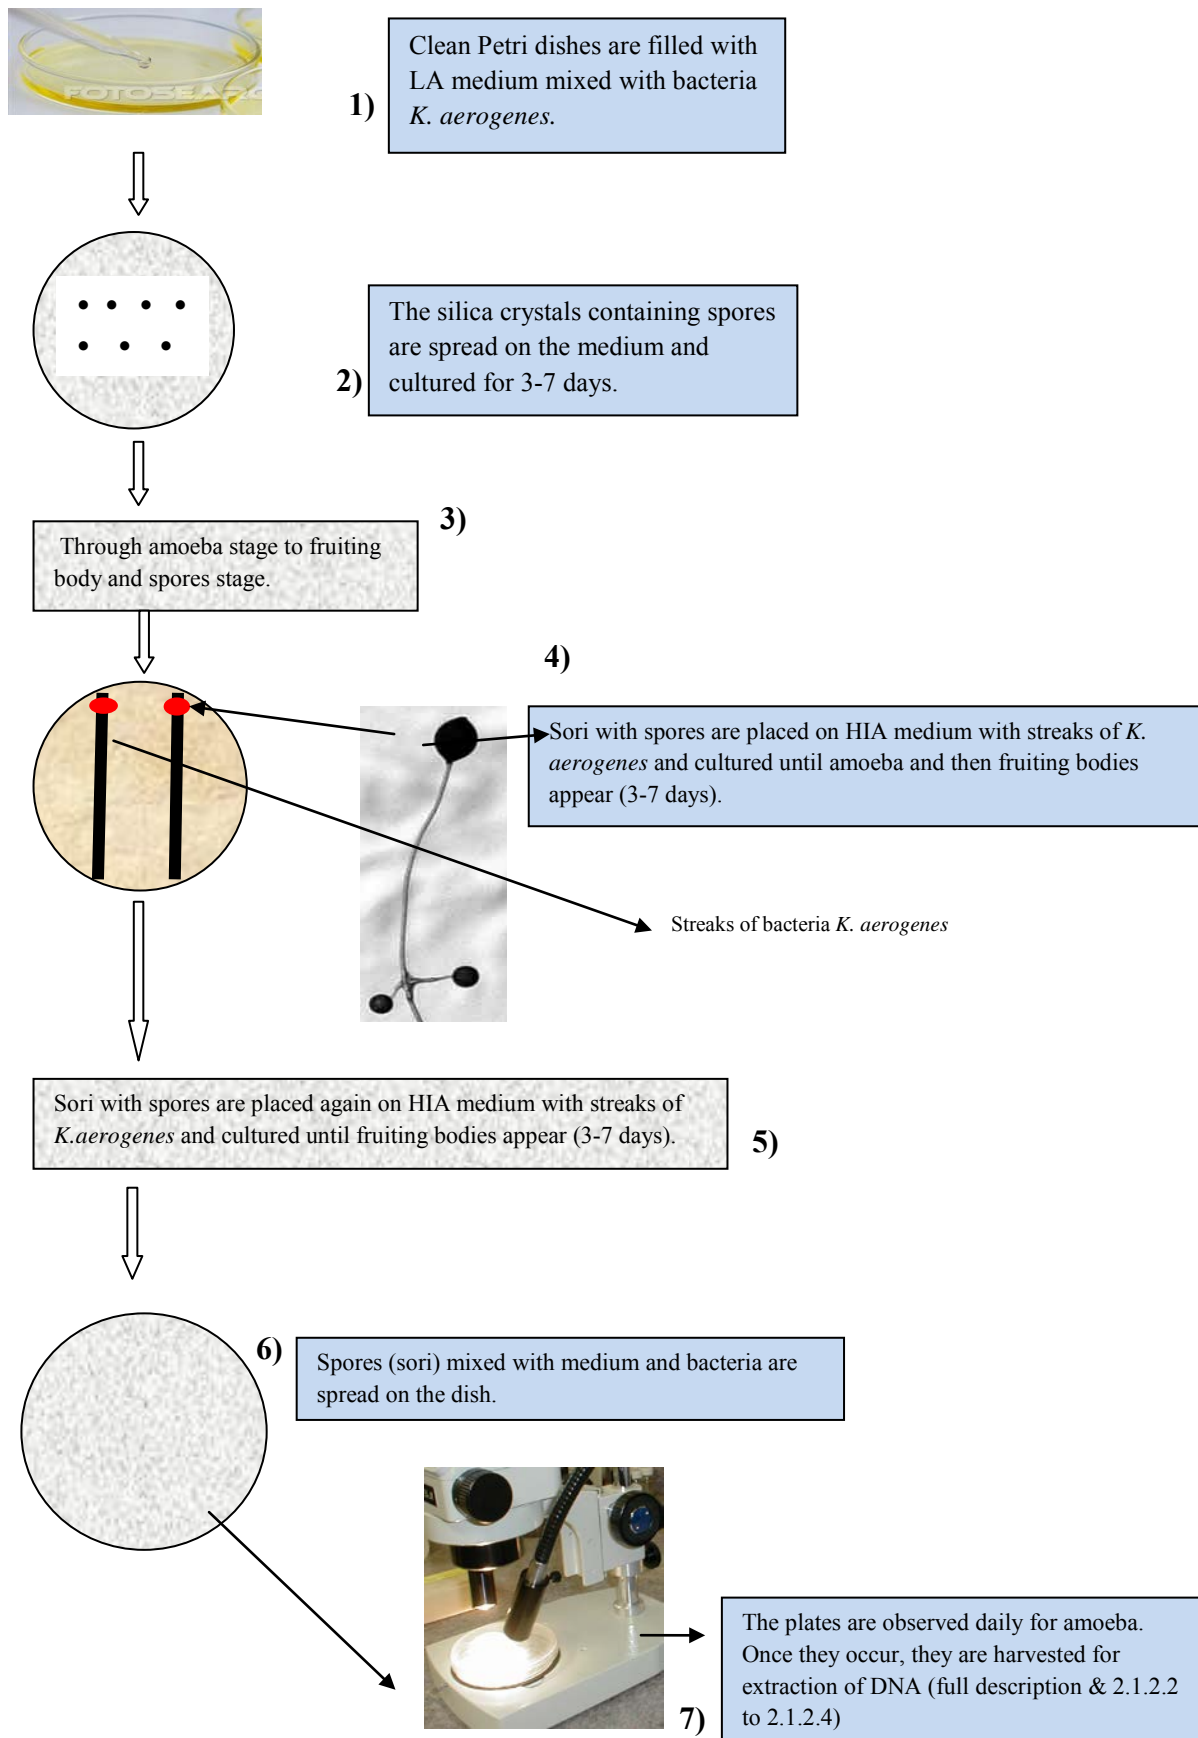 FOTOSEARC
1)
Clean Petri dishes are filled with
LA medium mixed with bacteria
K. aerogenes.
2)
The silica crystals containing spores
are spread on the medium and
cultured for 3-7 days.
3)
Through amoeba stage to fruiting
body and spores stage.
4)
Sori with spores are placed on HIA medium with streaks of K.
aerogenes and cultured until amoeba and then fruiting bodies
appear (3-7 days).
Streaks of bacteria K. aerogenes
Sori with spores are placed again on HIA medium with streaks of
K.aerogenes and cultured until fruiting bodies appear (3-7 days).
5)
6)
Spores (sori) mixed with medium and bacteria are
spread on the dish.
The plates are observed daily for amoeba.
Once they occur, they are harvested for
extraction of DNA (full description & 2.1.2.2
to 2.1.2.4)
7)